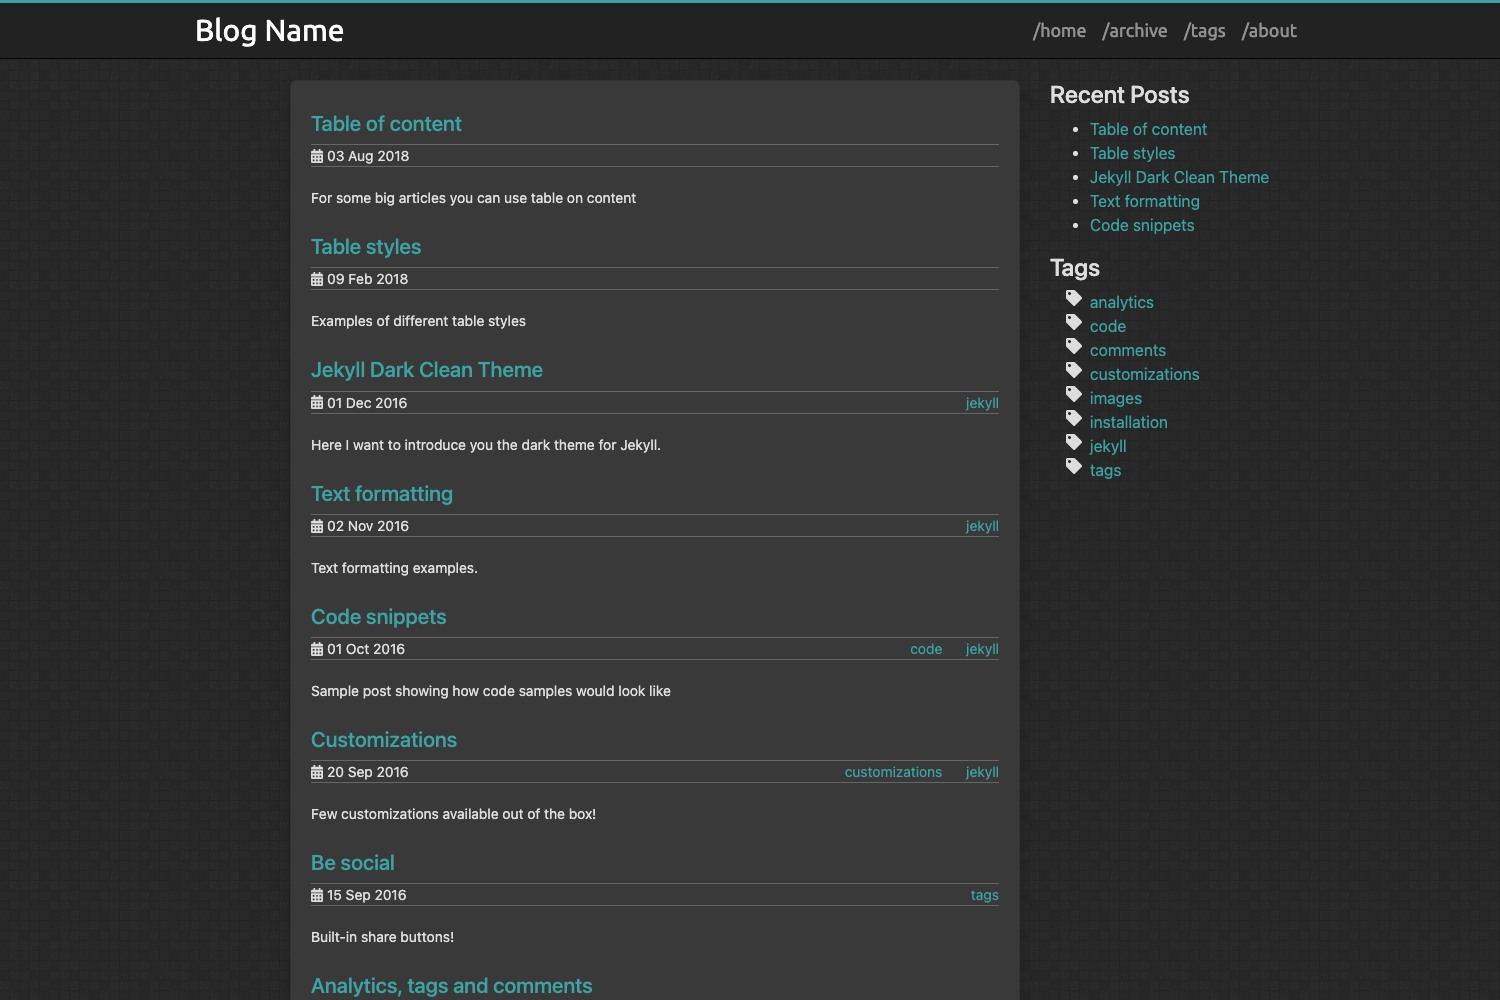 Blog Name
/home /archive /tags /about
Table of content
03 Aug 2018
For some big articles you can use table on content
Table styles
09 Feb 2018
Examples of different table styles
Jekyll Dark Clean Theme
01 Dec 2016 jekyll
Here I want to introduce you the dark theme for Jekyll.
Text formatting
02 Nov 2016 jekyll
Text formatting examples.
Code snippets
01 Oct 2016 code jekyll
Sample post showing how code samples would look like
Customizations
20 Sep 2016 customizations jekyll
Few customizations available out of the box!
Be social
15 Sep 2016 tags
Built-in share buttons!
Analytics, tags and comments
Recent Posts
Table of content
Table styles
Jekyll Dark Clean Theme
Text formatting
Code snippets
Tags
analytics
code
comments
customizations
images
installation
jekyll
tags